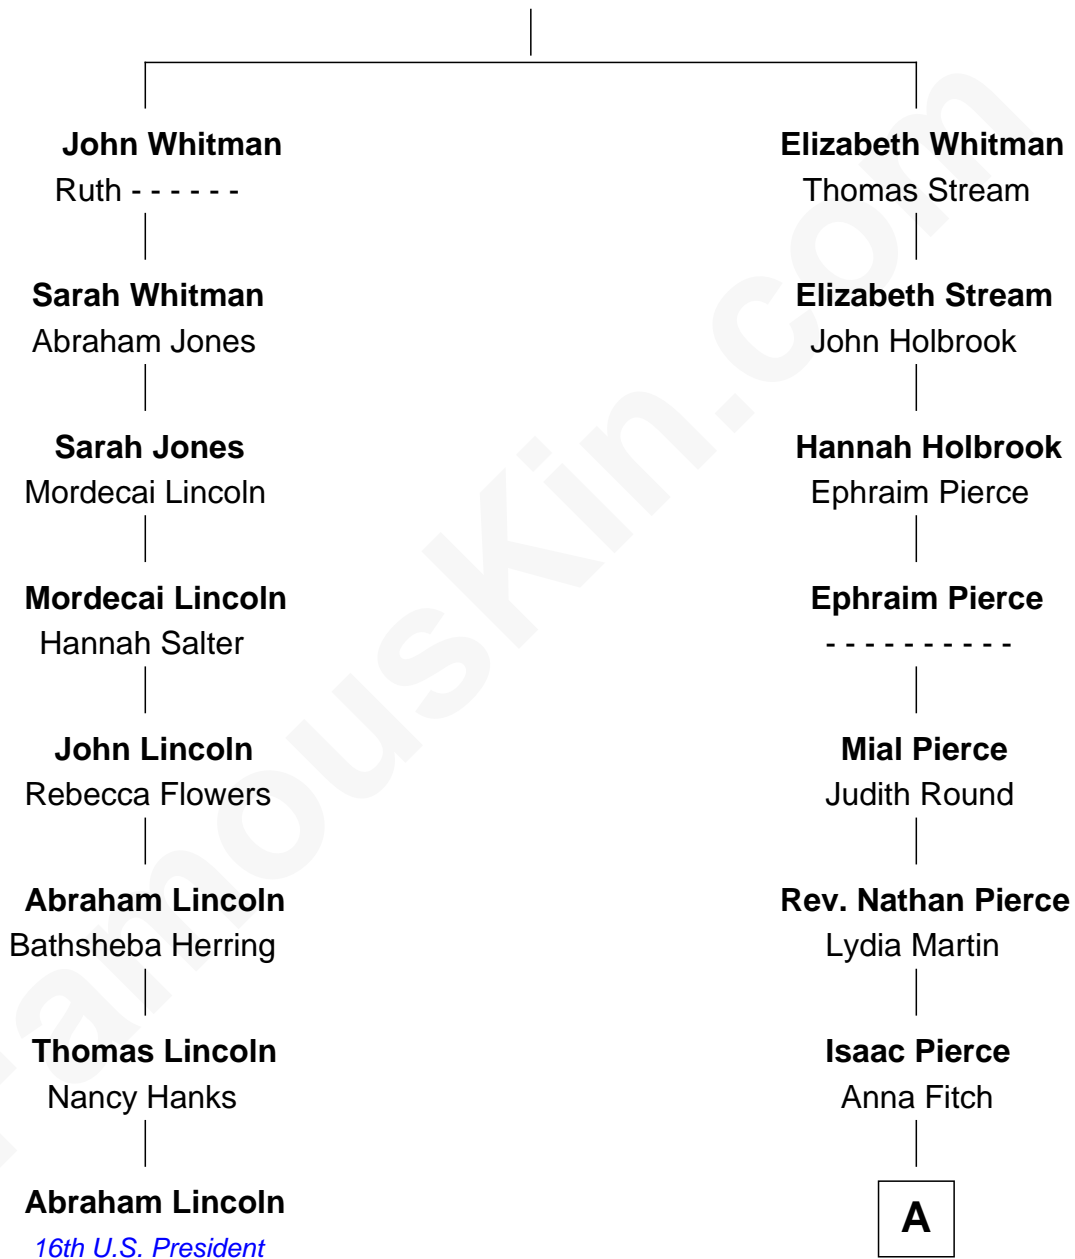 John Whitman
Ruth - - - - - -
Sarah Whitman
Abraham Jones
Sarah Jones
Mordecai Lincoln
Mordecai Lincoln
Hannah Salter
John Lincoln
Rebecca Flowers
Abraham Lincoln
Bathsheba Herring
Thomas Lincoln
Nancy Hanks
Abraham Lincoln
16th U.S. President
Elizabeth Whitman
Thomas Stream
Elizabeth Stream
John Holbrook
Hannah Holbrook
Ephraim Pierce
Ephraim Pierce
- - - - - - - - - -
Mial Pierce
Judith Round
Rev. Nathan Pierce
Lydia Martin
Isaac Pierce
Anna Fitch
A
FamousKin.com